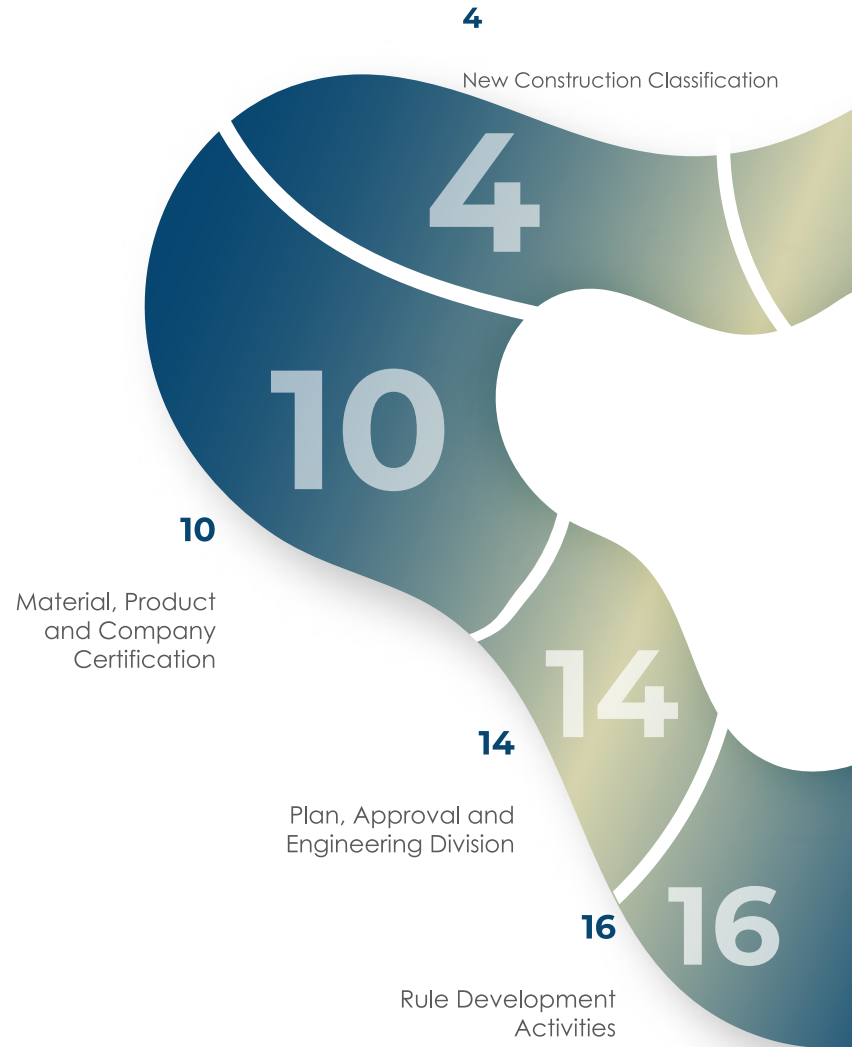 4
New Construction Classification
4
10
10
Material, Product
and Company
Certification
14
14
Plan, Approval and
Engineering Division
16
16
Rule Development
Activities